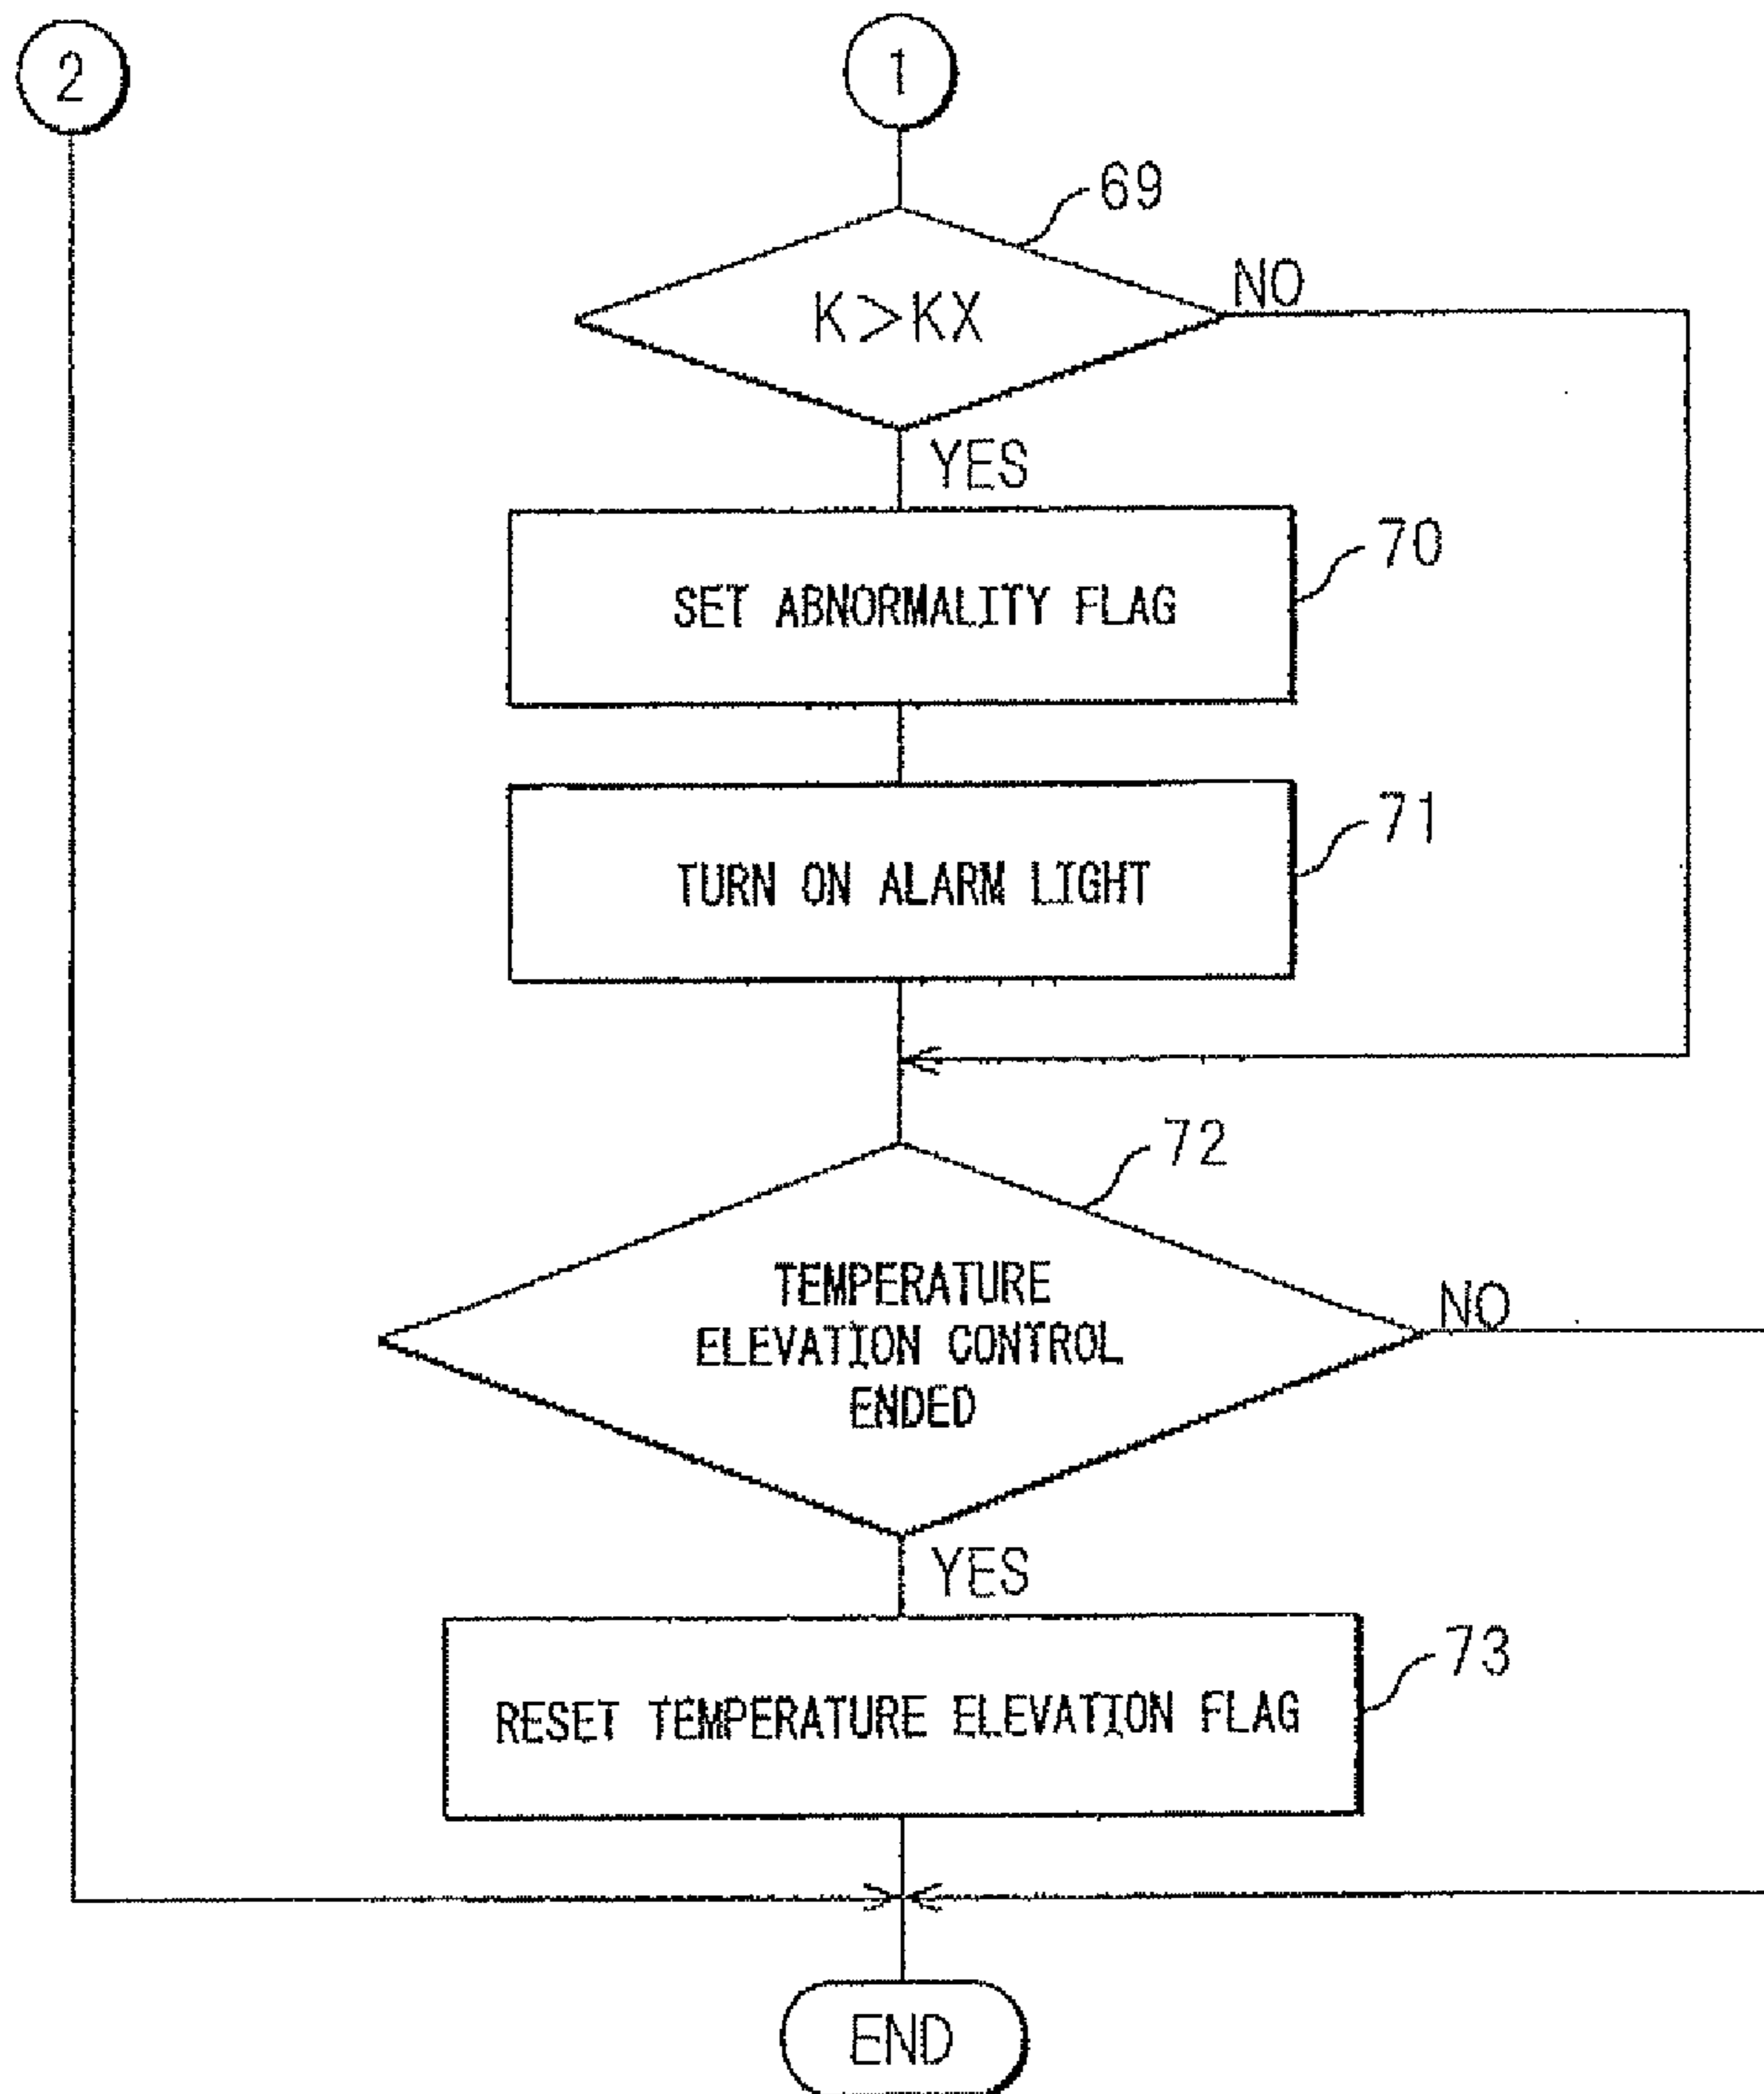 2
1
69
K>KX
NO
YES
70
SET ABNORMALITY FLAG
71
TURN ON ALARM LIGHT
72
TEMPERATURE
ELEVATION CONTROL
ENDED
NO
YES
73
RESET TEMPERATURE ELEVATION FLAG
END